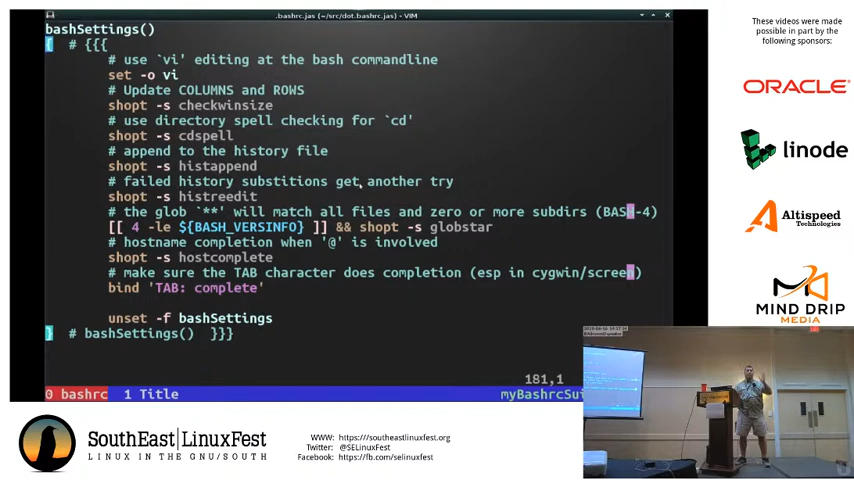 .bashrc.jas (~/src/dot.bashrc.jas) - VIM
bashSettings()
{ # {{{
# use `vi' editing at the bash commandline
set -o vi
# Update COLUMNS and ROWS
shopt -s checkwinsize
# use directory spell checking for `cd'
shopt -s cdspell
# append to the history file
shopt -s histappend
# failed history substitions get another try
shopt -s histreedit
# the glob `**' will match all files and zero or more subdirs (BASH-4)
[[ 4 -le ${BASH_VERSINFO} ]] && shopt -s globstar
# hostname completion when '@' is involved
shopt -s hostcomplete
# make sure the TAB character does completion (esp in cygwin/screen)
bind 'TAB: complete'
unset -f bashSettings
} # bashSettings() }}}
181,1
0 bashrc 1 Title
myBashrcSui
These videos were made
possible in part by the
following sponsors:
ORACLE
linode
Altispeed
Technologies
MIND DRIP
MEDIA
SouthEast|LinuxFest
LINUX IN THE GNU/SOUTH
WWW: https://southeastlinuxfest.org
Twitter: @SELinuxFest
Facebook: https://fb.com/selinuxfest